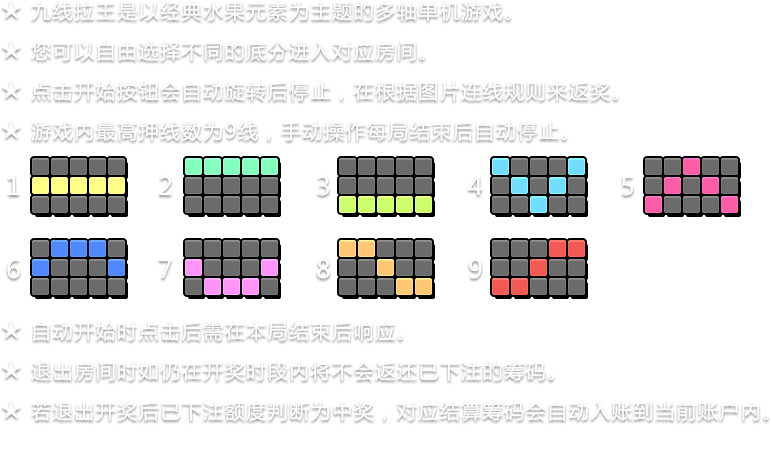 ★ 九线拉王是以经典水果元素为主题的多轴单机游戏。
★ 您可以自由选择不同的底分进入对应房间。
★ 点击开始按钮会自动旋转后停止，在根据图片连线规则来返奖。
★ 游戏内最高押线数为9线，手动操作每局结束后自动停止。
1 2 3 4 5
6 7 8 9
★ 自动开始时点击后需在本局结束后响应。
★ 退出房间时如仍在开奖时段内将不会返还已下注的筹码。
★ 若退出开奖后已下注额度判断为中奖，对应结算筹码会自动入账到当前账户内。